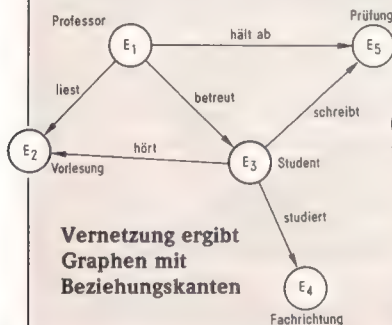 Professor
Prüfung
E1
hält ab
E5
liest
betreut
schreibt
E2
hört
E3
Student
Vorlesung
studiert
Vernetzung ergibt
Graphen mit
Beziehungskanten
E4
Fachrichtung